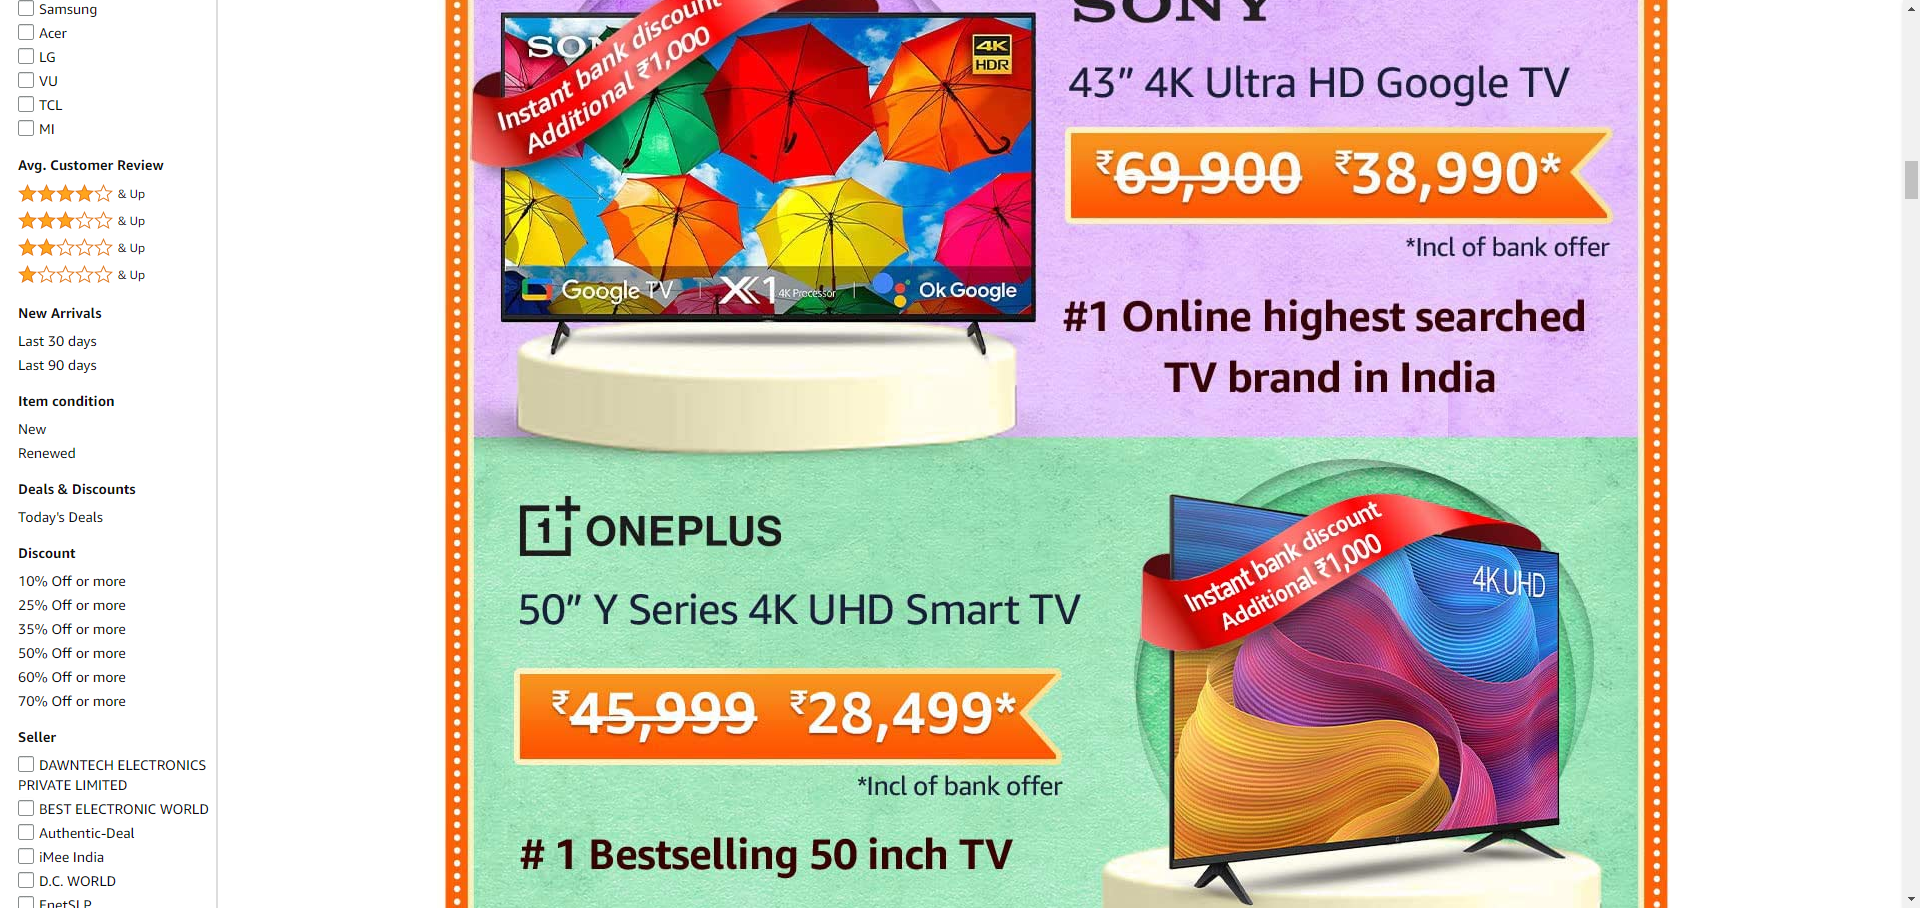 Samsung
Acer
LG
VU
TCL
MI
Avg. Customer Review
& Up
& Up
& Up
& Up
New Arrivals
Last 30 days
Last 90 days
Item condition
New
Renewed
Deals & Discounts
Today's Deals
Discount
10% Off or more
25% Off or more
35% Off or more
50% Off or more
60% Off or more
70% Off or more
Seller
DAWNTECH ELECTRONICS
PRIVATE LIMITED
BEST ELECTRONIC WORLD
Authentic-Deal
iMee India
D.C. WORLD
EnetSLP
Instant bank discount
Additional ₹1,000
4K
HDR
Google TV
X1 4K Processor
Ok Google
SONY
43” 4K Ultra HD Google TV
₹69,900 ₹38,990*
*Incl of bank offer
#1 Online highest searched
TV brand in India
1+ ONEPLUS
50” Y Series 4K UHD Smart TV
₹45,999 ₹28,499*
*Incl of bank offer
# 1 Bestselling 50 inch TV
Instant bank discount
Additional ₹1,000
4K UHD